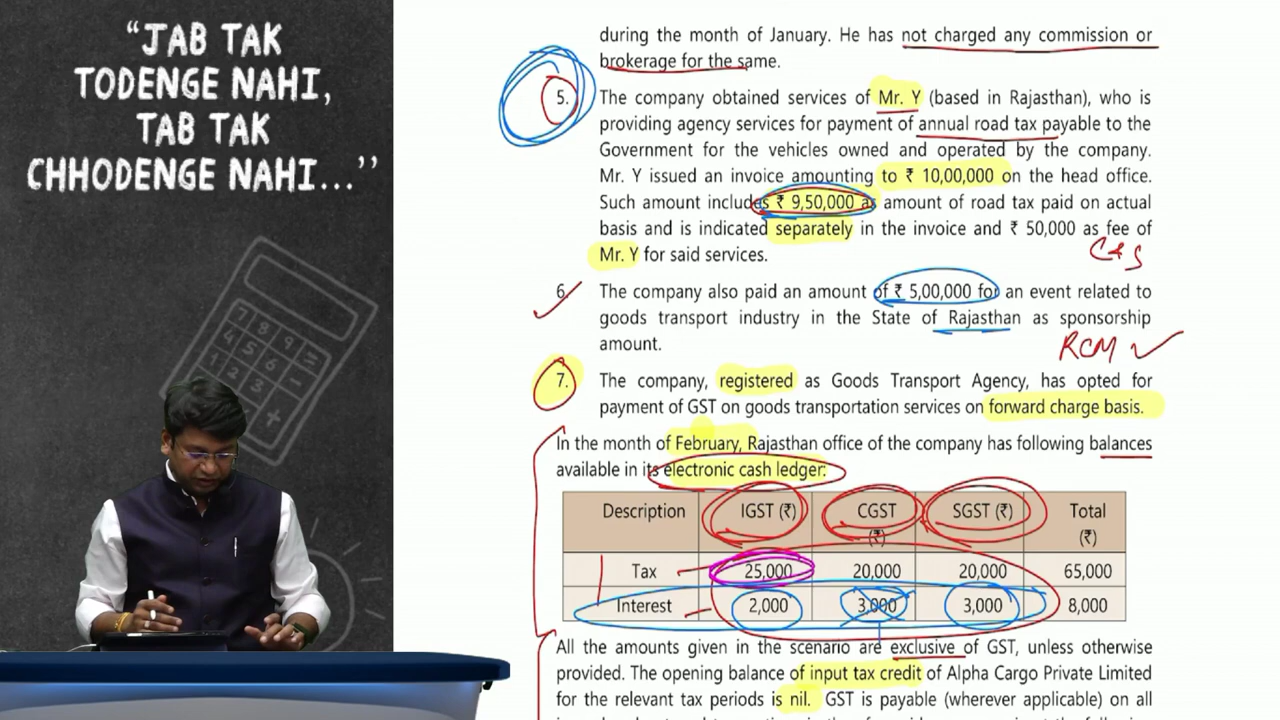 “JAB TAK
TODENGE NAHI,
TAB TAK
CHHODENGE NAHI...’’
during the month of January. He has not charged any commission or
brokerage for the same.
5. The company obtained services of Mr. Y (based in Rajasthan), who is
providing agency services for payment of annual road tax payable to the
Government for the vehicles owned and operated by the company.
Mr. Y issued an invoice amounting to ₹ 10,00,000 on the head office.
Such amount includes ₹ 9,50,000 as amount of road tax paid on actual
basis and is indicated separately in the invoice and ₹ 50,000 as fee of
Mr. Y for said services.
C+S
6. The company also paid an amount of ₹ 5,00,000 for an event related to
goods transport industry in the State of Rajasthan as sponsorship
amount.
RCM
7. The company, registered as Goods Transport Agency, has opted for
payment of GST on goods transportation services on forward charge basis.
In the month of February, Rajasthan office of the company has following balances
available in its electronic cash ledger:
Description IGST (₹) CGST (₹) SGST (₹) Total (₹)
Tax 25,000 20,000 20,000 65,000
Interest 2,000 3,000 3,000 8,000
All the amounts given in the scenario are exclusive of GST, unless otherwise
provided. The opening balance of input tax credit of Alpha Cargo Private Limited
for the relevant tax periods is nil. GST is payable (wherever applicable) on all